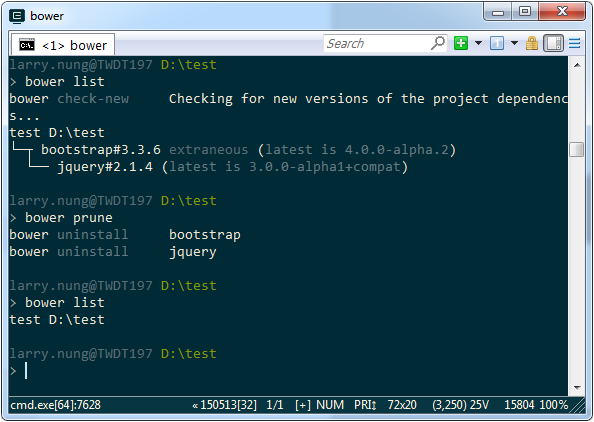 bower
<1> bower
Search
larry.nung@TWDT197 D:\test
> bower list
bower check-new Checking for new versions of the project dependenc
s...
test D:\test
└─┬ bootstrap#3.3.6 extraneous (latest is 4.0.0-alpha.2)
└── jquery#2.1.4 (latest is 3.0.0-alpha1+compat)
larry.nung@TWDT197 D:\test
> bower prune
bower uninstall bootstrap
bower uninstall jquery
larry.nung@TWDT197 D:\test
> bower list
test D:\test
larry.nung@TWDT197 D:\test
>
cmd.exe[64]:7628 «150513[32] 1/1 [+] NUM PRI↕ 72x20 (3,250) 25V 15804 100%